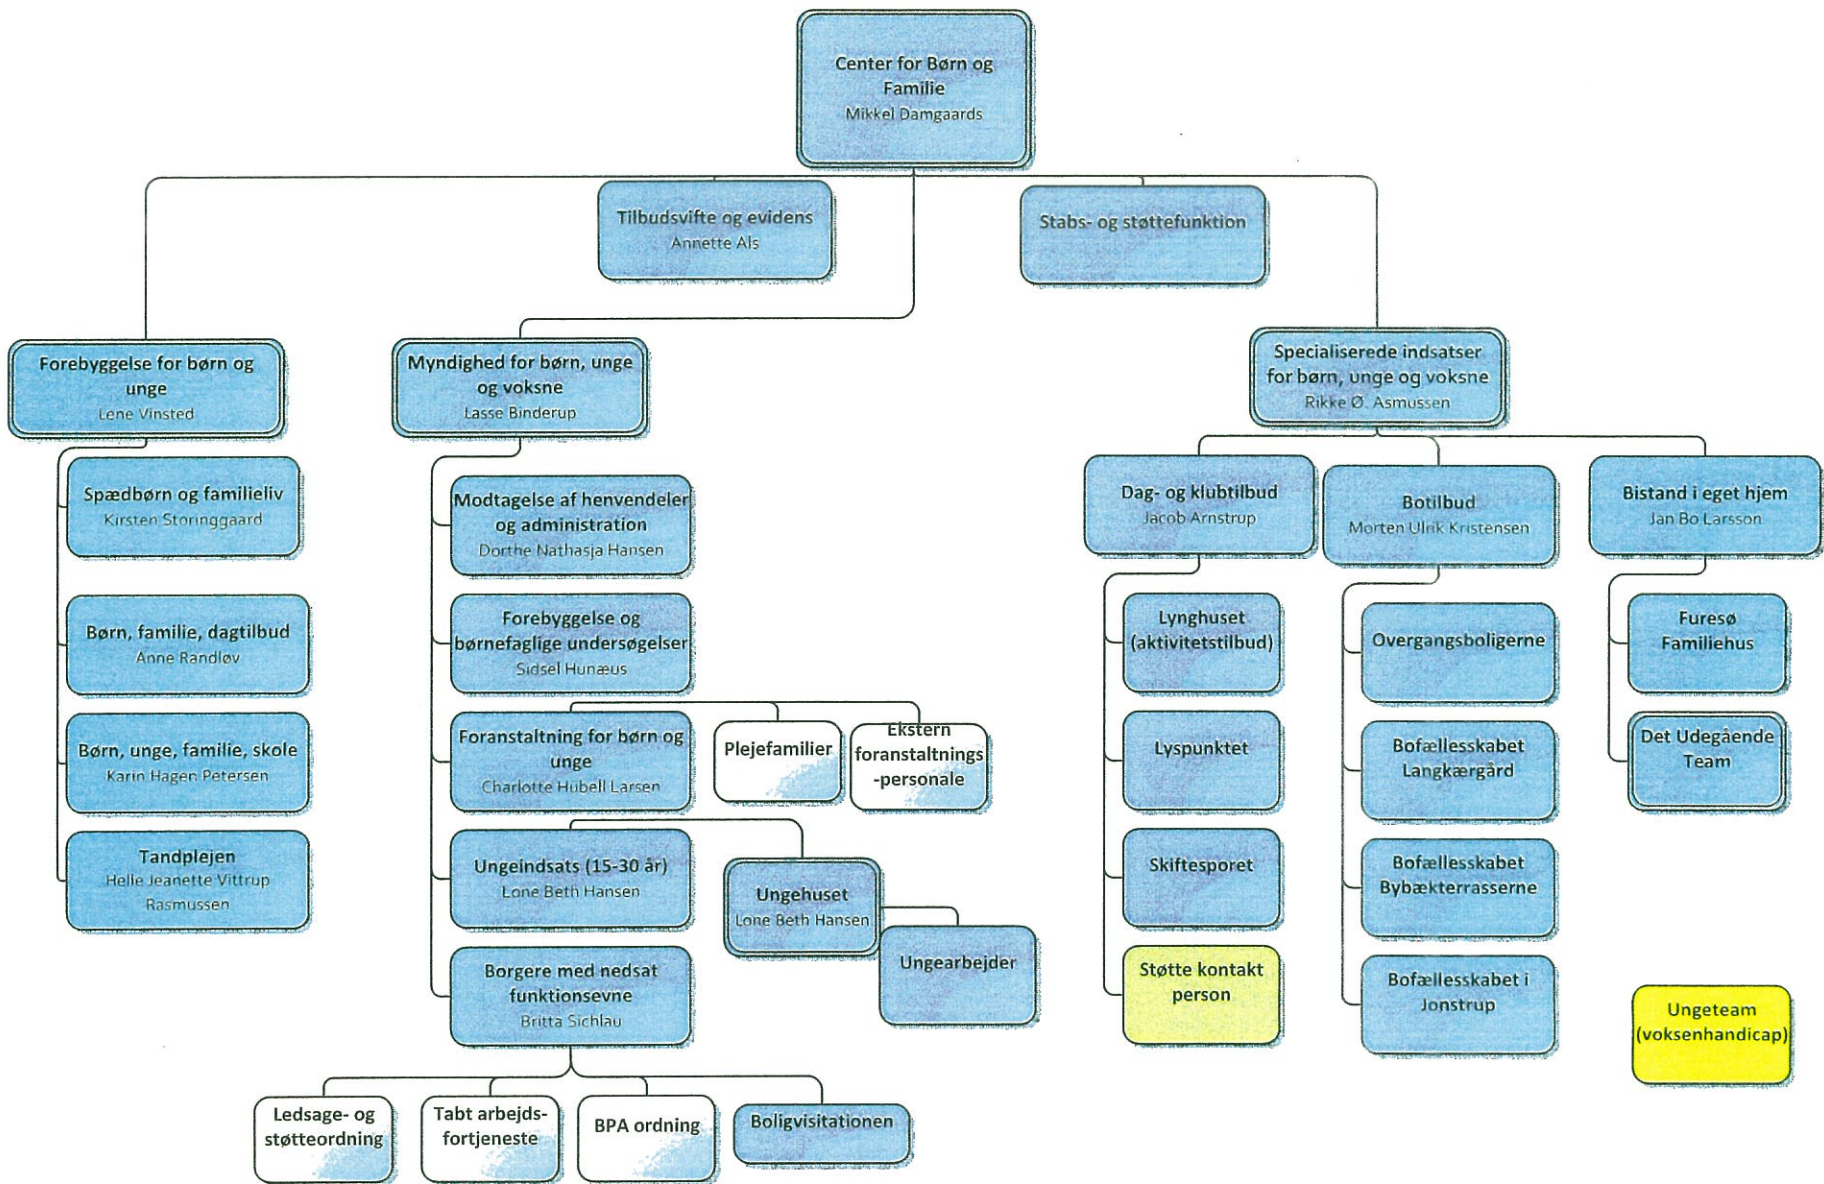 Center for Børn og
Familie
Mikkel Damgaards
Tilbudsvifte og evidens
Annette Als
Stabs- og støttefunktion
Forebyggelse for børn og
unge
Lene Vinsted
Myndighed for børn, unge
og voksne
Lasse Binderup
Specialiserede indsatser
for børn, unge og voksne
Rikke Ø. Asmussen
Spædbørn og familieliv
Kirsten Storinggaard
Børn, familie, dagtilbud
Anne Randløv
Børn, unge, familie, skole
Karin Hagen Petersen
Tandplejen
Helle Jeanette Vittrup
Rasmussen
Modtagelse af henvendeler
og administration
Dorthe Nathasja Hansen
Forebyggelse og
børnefaglige undersøgelser
Sidsel Hunæus
Foranstaltning for børn og
unge
Charlotte Hubell Larsen
Plejefamilier
Ekstern
foranstaltnings
-personale
Ungeindsats (15-30 år)
Lone Beth Hansen
Ungehuset
Lone Beth Hansen
Ungearbejder
Borgere med nedsat
funktionsevne
Britta Sichlau
Ledsage- og
støtteordning
Tabt arbejds-
fortjeneste
BPA ordning
Boligvisitationen
Dag- og klubtilbud
Jacob Arnstrup
Lynghuset
(aktivitetstilbud)
Lyspunktet
Skiftesporet
Støtte kontakt
person
Botilbud
Morten Ulrik Kristensen
Overgangsboligerne
Bofællesskabet
Langkærgård
Bofællesskabet
Bybækterrasserne
Bofællesskabet i
Jonstrup
Bistand i eget hjem
Jan Bo Larsson
Furesø
Familiehus
Det Udegående
Team
Ungeteam
(voksenhandicap)